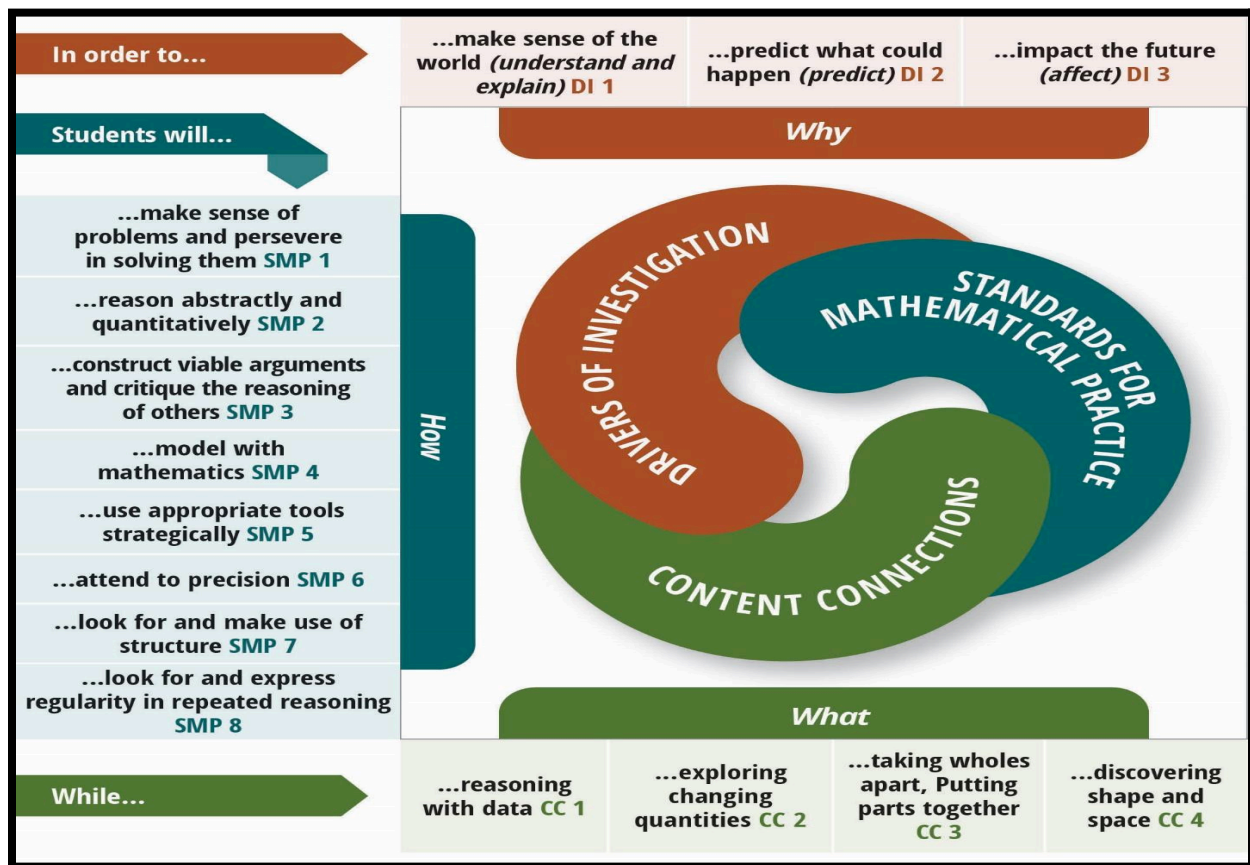 In order to...
...make sense of the
world (understand and
explain) DI 1
...predict what could
happen (predict) DI 2
...impact the future
(affect) DI 3
Students will...
Why
...make sense of
problems and persevere
in solving them SMP 1
...reason abstractly and
quantitatively SMP 2
...construct viable arguments
and critique the reasoning
of others SMP 3
...model with
mathematics SMP 4
...use appropriate tools
strategically SMP 5
...attend to precision SMP 6
...look for and make use of
structure SMP 7
...look for and express
regularity in repeated reasoning
SMP 8
How
DRIVERS OF INVESTIGATION
STANDARDS FOR
MATHEMATICAL PRACTICE
CONTENT CONNECTIONS
What
While...
...reasoning
with data CC 1
...exploring
changing
quantities CC 2
...taking wholes
apart, Putting
parts together
CC 3
...discovering
shape and
space CC 4